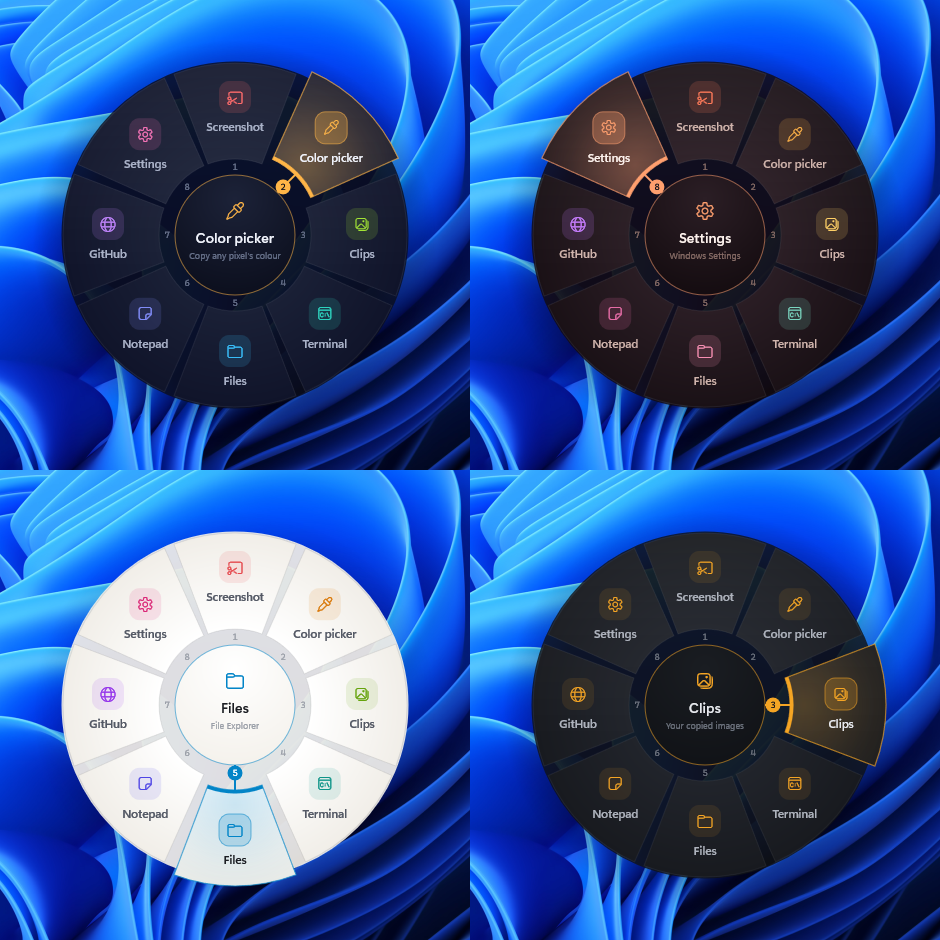 Screenshot
Settings
Color picker
1
8
2
Color picker
Copy any pixel's colour
7
3
GitHub
Clips
6
4
5
Notepad
Terminal
C:\
Files
Screenshot
Settings
Color picker
1
8
2
Settings
Windows Settings
7
3
GitHub
Clips
6
4
5
Notepad
Terminal
C:\
Files
Screenshot
Settings
Color picker
1
8
2
Files
File Explorer
7
3
GitHub
Clips
6
4
5
Notepad
Terminal
C:\
Files
Screenshot
Settings
Color picker
1
8
2
Clips
Your copied images
7
3
GitHub
Clips
6
4
5
Notepad
Terminal
C:\
Files